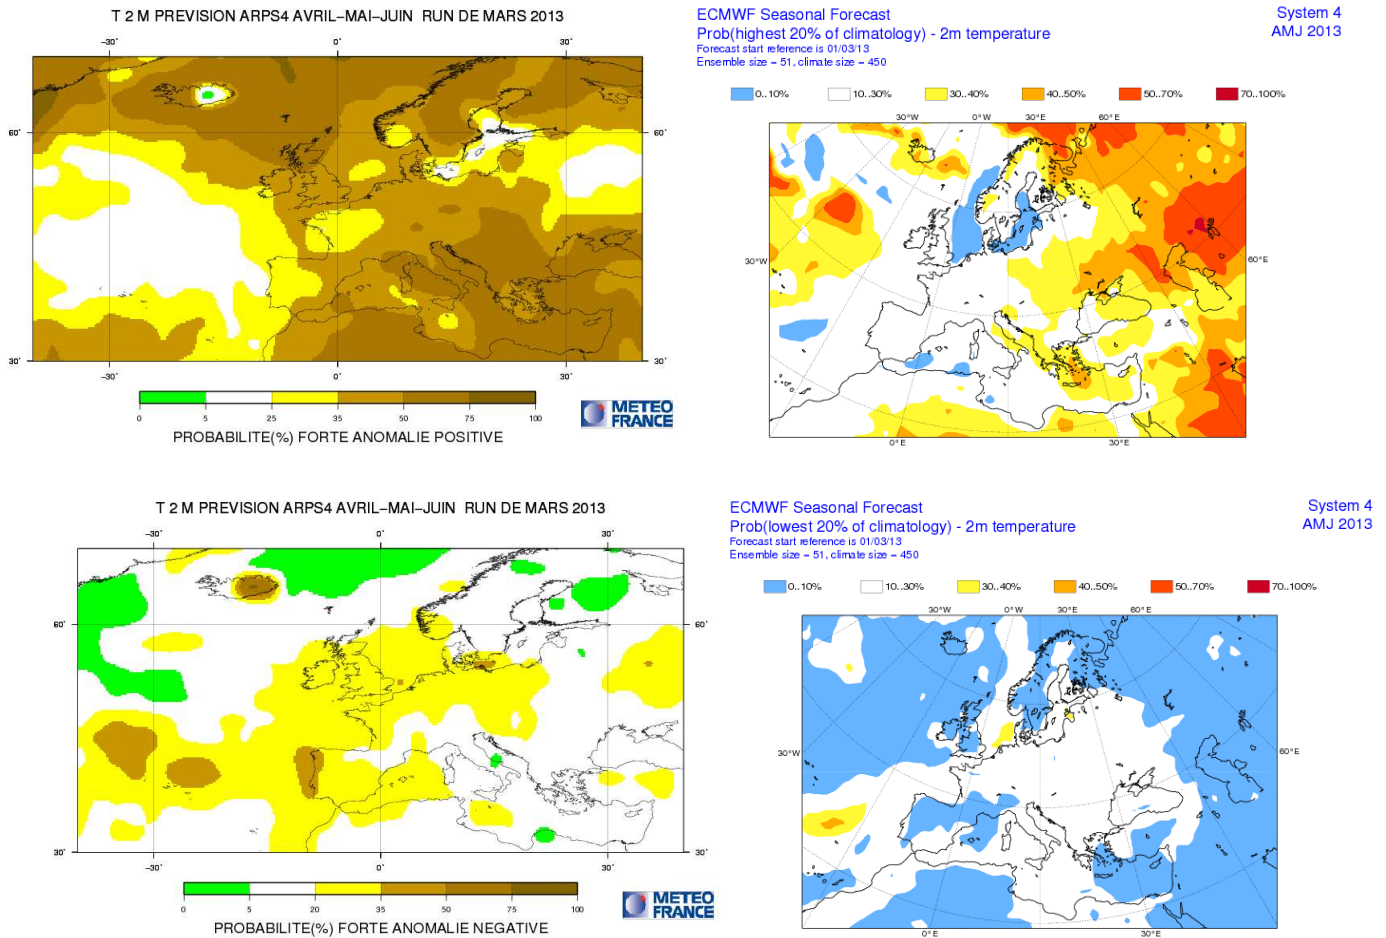 T 2 M PREVISION ARPS4 AVRIL−MAI−JUIN RUN DE MARS 2013
−30˚ 0˚ 30˚
60˚ 60˚
30˚ 30˚
−30˚ 0˚ 30˚
0 5 25 35 50 75 100
PROBABILITE(%) FORTE ANOMALIE POSITIVE
METEO
FRANCE
ECMWF Seasonal Forecast
System 4
Prob(highest 20% of climatology) - 2m temperature
AMJ 2013
Forecast start reference is 01/03/13
Ensemble size = 51, climate size = 450
0..10% 10..30% 30..40% 40..50% 50..70% 70..100%
30°W 0°W 30°E 60°E
30°W 60°E
0°E 30°E
T 2 M PREVISION ARPS4 AVRIL−MAI−JUIN RUN DE MARS 2013
−30˚ 0˚ 30˚
60˚ 60˚
30˚ 30˚
−30˚ 0˚ 30˚
0 5 20 35 50 75 100
PROBABILITE(%) FORTE ANOMALIE NEGATIVE
METEO
FRANCE
ECMWF Seasonal Forecast
System 4
Prob(lowest 20% of climatology) - 2m temperature
AMJ 2013
Forecast start reference is 01/03/13
Ensemble size = 51, climate size = 450
0..10% 10..30% 30..40% 40..50% 50..70% 70..100%
30°W 0°W 30°E 60°E
30°W 60°E
0°E 30°E